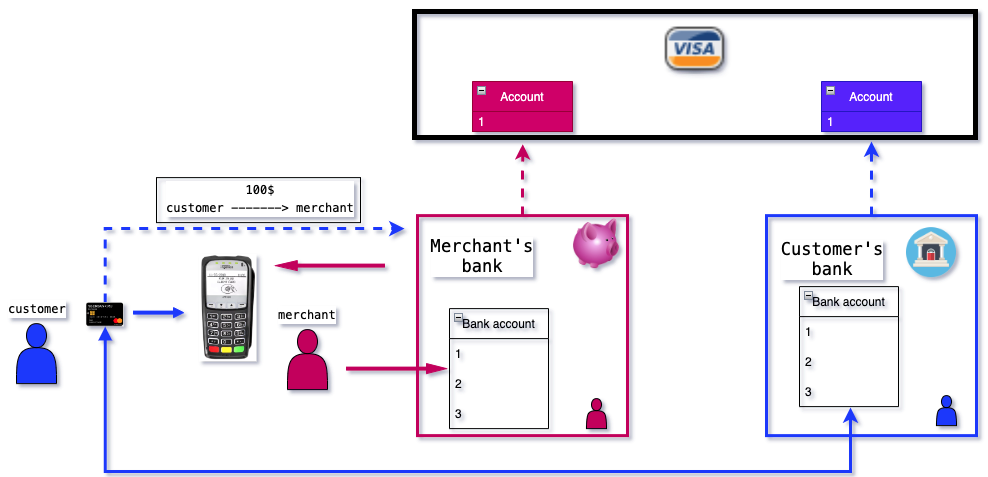 VISA
Account
1
Account
1
100$
customer -------> merchant
Merchant's
bank
Customer's
bank
customer
merchant
Bank account
1
2
3
Bank account
1
2
3